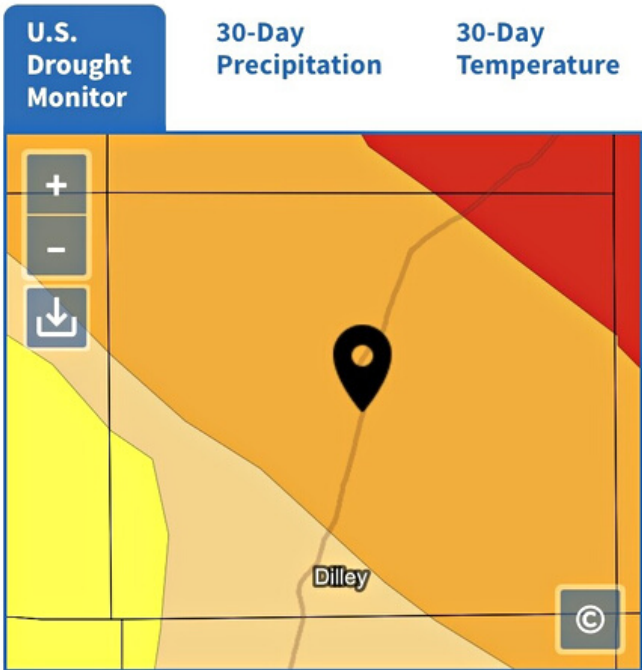 U.S.
Drought
Monitor
30-Day
Precipitation
30-Day
Temperature
+
−
Dilley
©